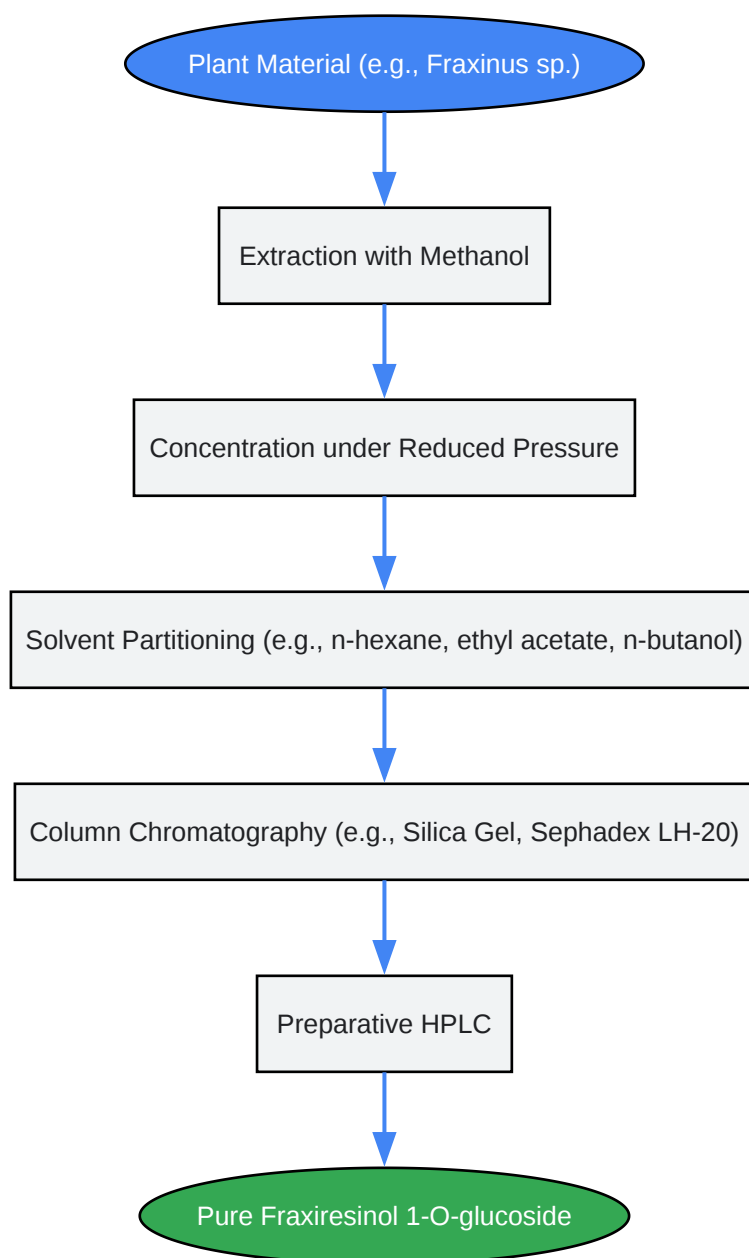 Plant Material (e.g., Fraxinus sp.)
Extraction with Methanol
Concentration under Reduced Pressure
Solvent Partitioning (e.g., n-hexane, ethyl acetate, n-butanol)
Column Chromatography (e.g., Silica Gel, Sephadex LH-20)
Preparative HPLC
Pure Fraxiresinol 1-O-glucoside